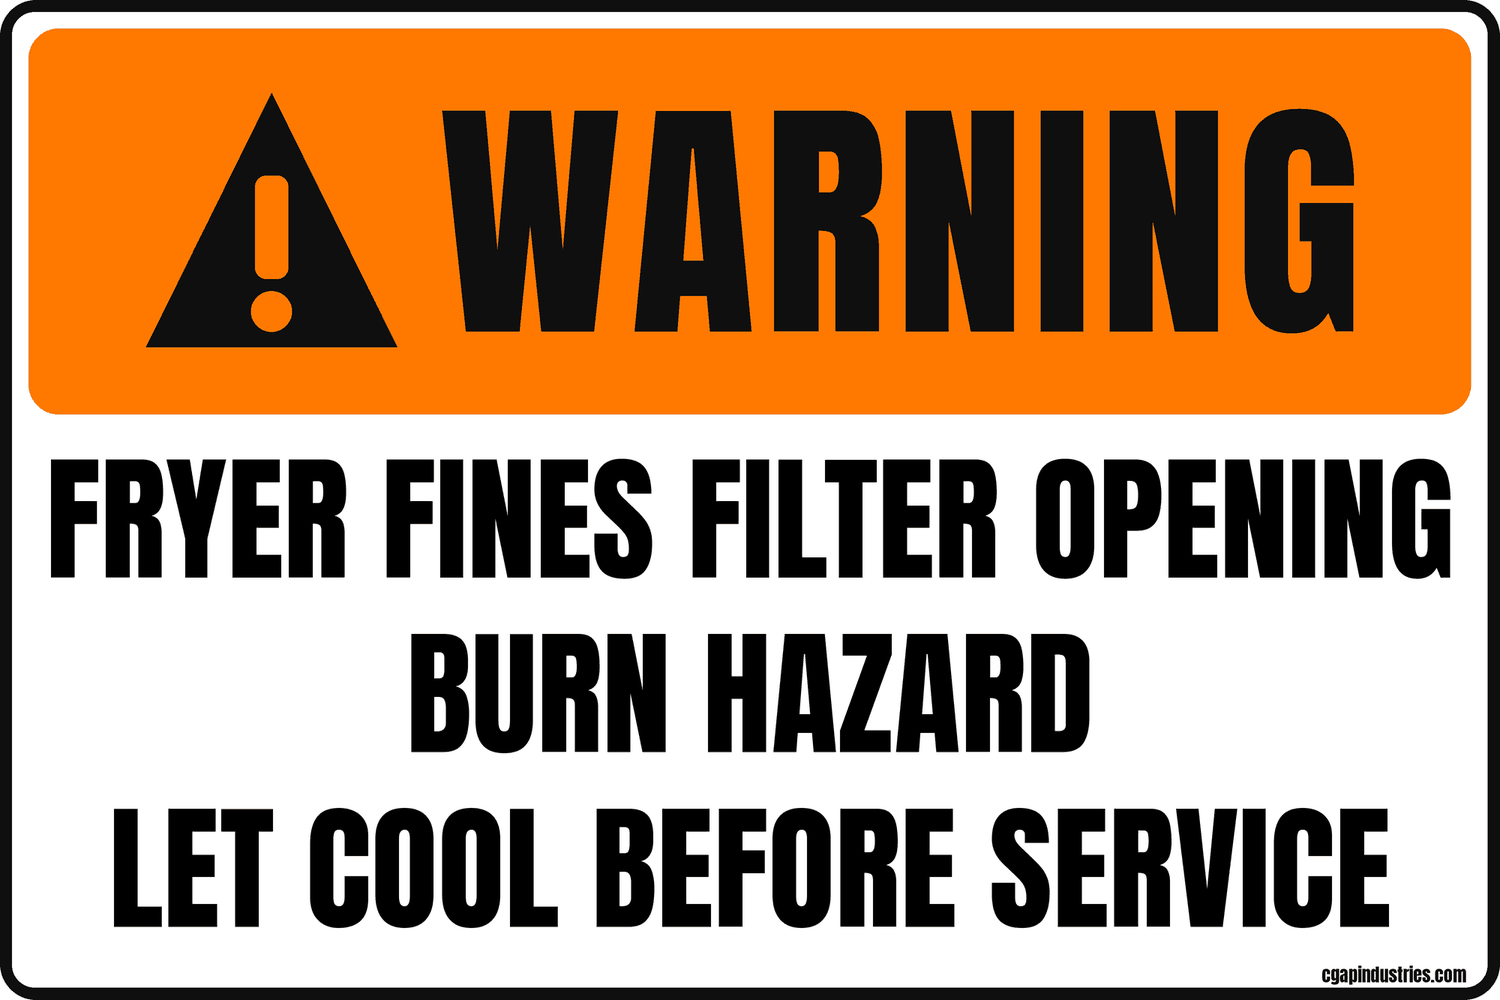 WARNING
FRYER FINES FILTER OPENING
BURN HAZARD
LET COOL BEFORE SERVICE
cgapindustries.com